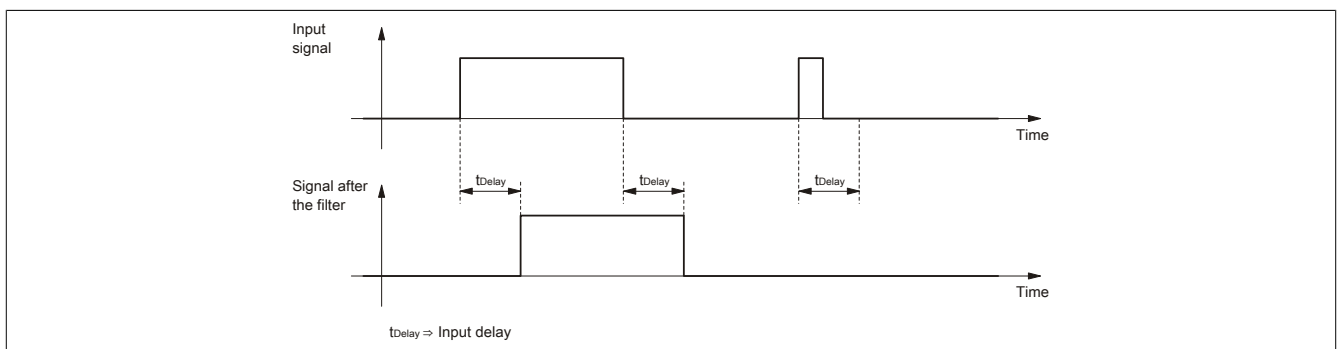 Input
signal
Time
Signal after
the filter
tDelay
tDelay
tDelay
Time
tDelay ⇒ Input delay